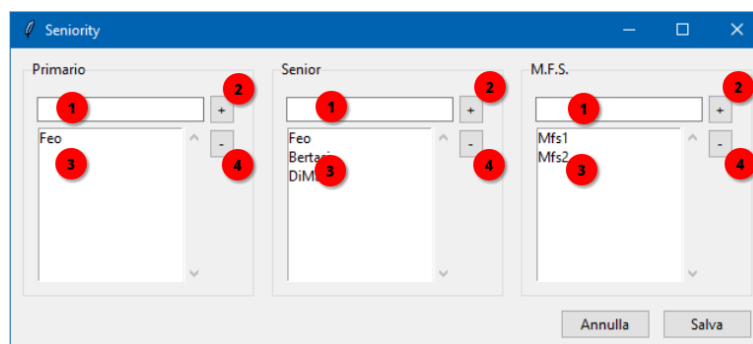 Seniority
Primario
Senior
M.F.S.
2
2
2
1
+
1
+
1
+
Feo
Feo
Mfs1
-
-
-
Mfs2
3
3
3
4
4
4
Annulla
Salva